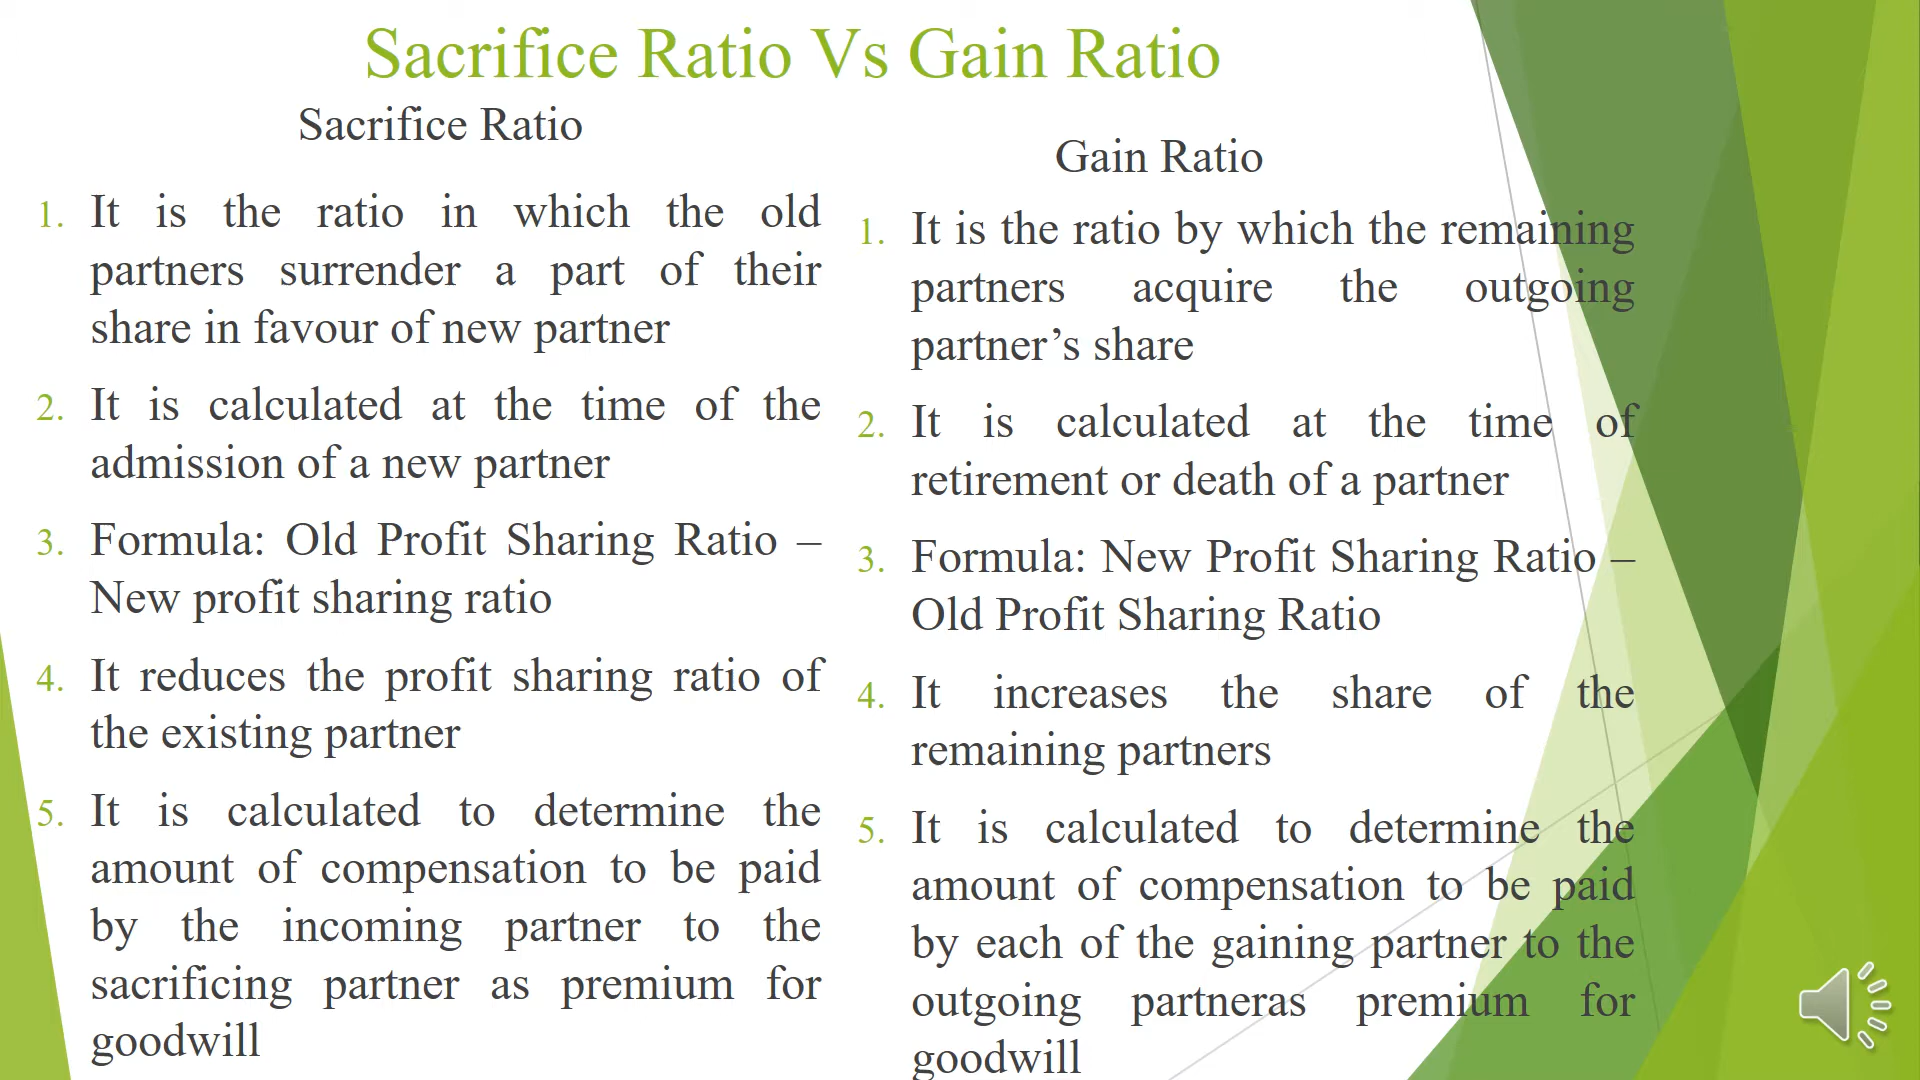 Sacrifice Ratio Vs Gain Ratio
Sacrifice Ratio
1. It is the ratio in which the old
partners surrender a part of their
share in favour of new partner
2. It is calculated at the time of the
admission of a new partner
3. Formula: Old Profit Sharing Ratio –
New profit sharing ratio
4. It reduces the profit sharing ratio of
the existing partner
5. It is calculated to determine the
amount of compensation to be paid
by the incoming partner to the
sacrificing partner as premium for
goodwill
Gain Ratio
1. It is the ratio by which the remaining
partners acquire the outgoing
partner’s share
2. It is calculated at the time of
retirement or death of a partner
3. Formula: New Profit Sharing Ratio –
Old Profit Sharing Ratio
4. It increases the share of the
remaining partners
5. It is calculated to determine the
amount of compensation to be paid
by each of the gaining partner to the
outgoing partneras premium for
goodwill